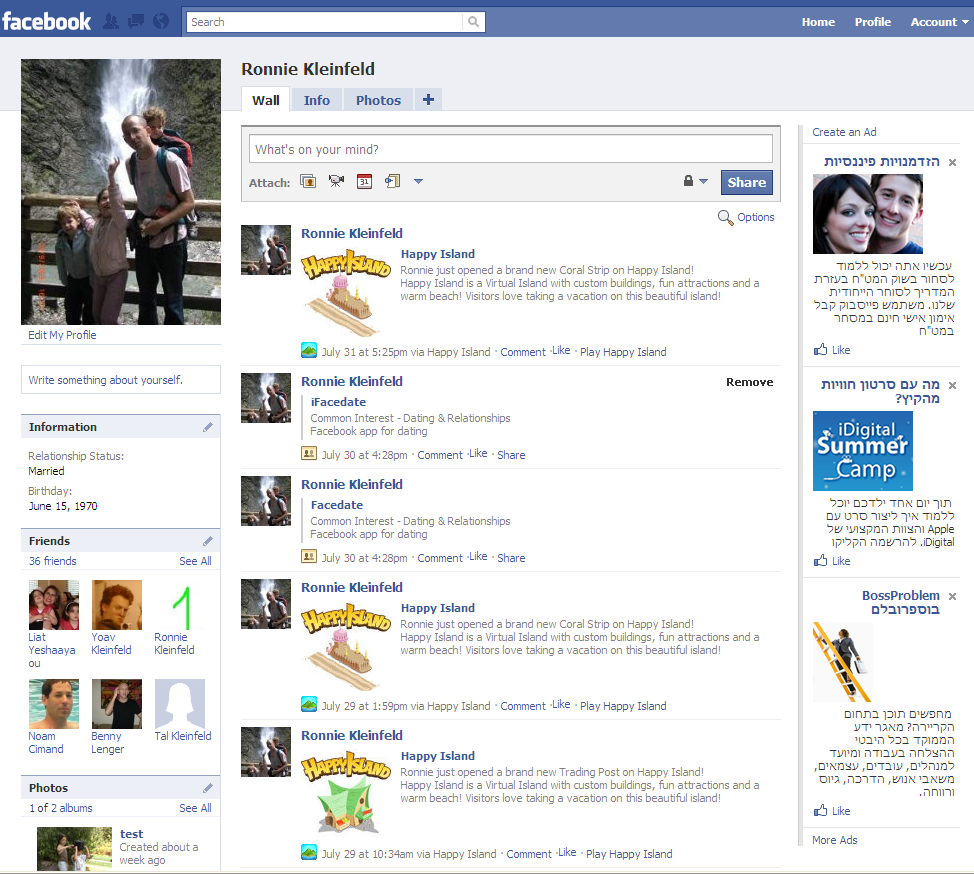 facebook
Search
Home Profile Account
Ronnie Kleinfeld
Wall Info Photos +
What's on your mind?
Attach: 31 Share
Options
Edit My Profile
Write something about yourself.
Information
Relationship Status:
Married
Birthday:
June 15, 1970
Friends
36 friends See All
Liat
Yeshaaya
ou
Yoav
Kleinfeld
Ronnie
Kleinfeld
Noam
Cimand
Benny
Lenger
Tal Kleinfeld
Photos
1 of 2 albums See All
test
Created about a
week ago
Ronnie Kleinfeld
HAPPY ISLAND
Happy Island
Ronnie just opened a brand new Coral Strip on Happy Island!
Happy Island is a Virtual Island with custom buildings, fun attractions and a
warm beach! Visitors love taking a vacation on this beautiful island!
July 31 at 5:25pm via Happy Island · Comment · Like · Play Happy Island
Ronnie Kleinfeld Remove
iFacedate
Common Interest - Dating & Relationships
Facebook app for dating
July 30 at 4:28pm · Comment · Like · Share
Ronnie Kleinfeld
Facedate
Common Interest - Dating & Relationships
Facebook app for dating
July 30 at 4:28pm · Comment · Like · Share
Ronnie Kleinfeld
HAPPY ISLAND
Happy Island
Ronnie just opened a brand new Coral Strip on Happy Island!
Happy Island is a Virtual Island with custom buildings, fun attractions and a
warm beach! Visitors love taking a vacation on this beautiful island!
July 29 at 1:59pm via Happy Island · Comment · Like · Play Happy Island
Ronnie Kleinfeld
HAPPY ISLAND
Happy Island
Ronnie just opened a brand new Trading Post on Happy Island!
Happy Island is a Virtual Island with custom buildings, fun attractions and a
warm beach! Visitors love taking a vacation on this beautiful island!
July 29 at 10:34am via Happy Island · Comment · Like · Play Happy Island
Create an Ad
הזדמנויות פיננסיות
עכשיו אתה יכול ללמוד
לסחור בשוק המט"ח בעזרת
המדריך לסוחר הייחודית
שלנו. משתמש פייסבוק קבל
אימון אישי חינם במסחר
במט"ח
Like
מה עם סרטון חוויות
מהקיץ?
iDigital
Summer
Camp
תוך יום אחד ילדכם יוכל
ללמוד איך ליצור סרט עם
Apple והצוות המקצועי של
iDigital. להרשמה הקליקו
Like
BossProblem
בוספרובלם
מחפשים תוכן בתחום
הקריירה? מאגר ידע
הממוקד בכל היבטי
ההצלחה בעבודה ומיועד
למנהלים, עובדים, עצמאים,
משאבי אנוש, הדרכה, גיוס
ורווחה.
Like
More Ads